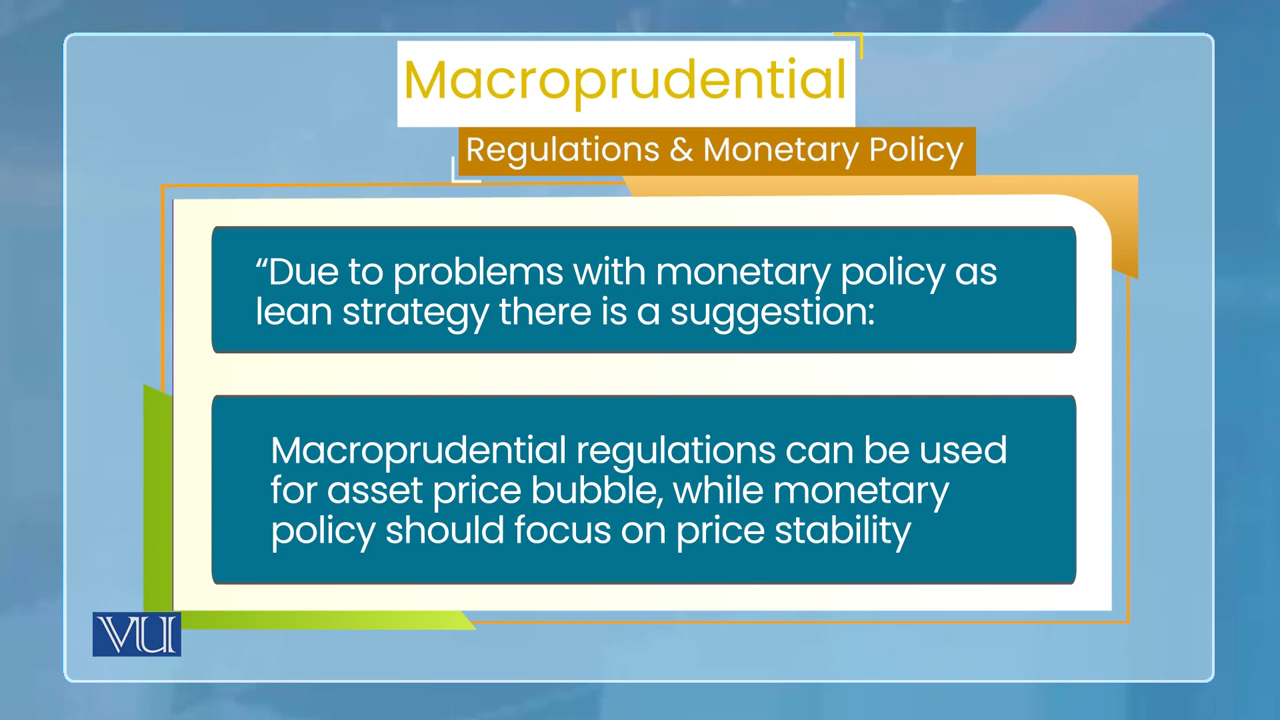 Macroprudential
Regulations & Monetary Policy
“Due to problems with monetary policy as
lean strategy there is a suggestion:
Macroprudential regulations can be used
for asset price bubble, while monetary
policy should focus on price stability
VU